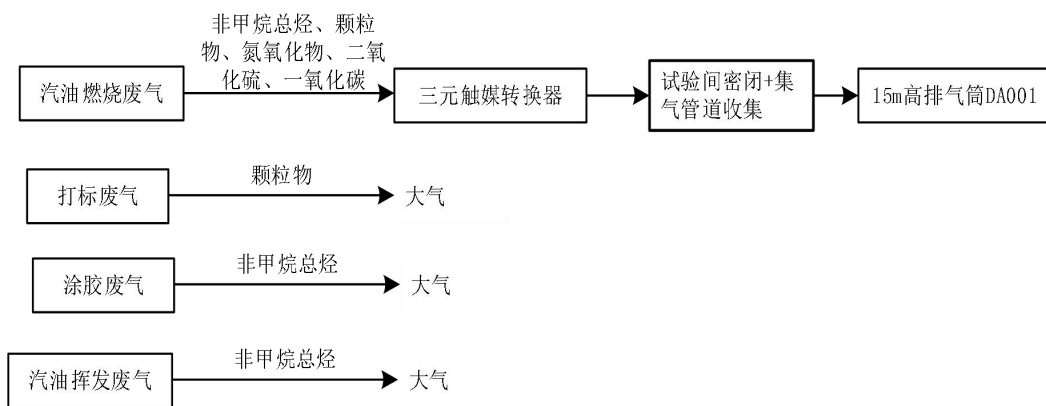 非甲烷总烃、颗粒
物、氮氧化物、二氧
化硫、一氧化碳
汽油燃烧废气
三元触媒转换器
试验间密闭+集
气管道收集
15m高排气筒DA001
打标废气
颗粒物
大气
涂胶废气
非甲烷总烃
大气
汽油挥发废气
非甲烷总烃
大气